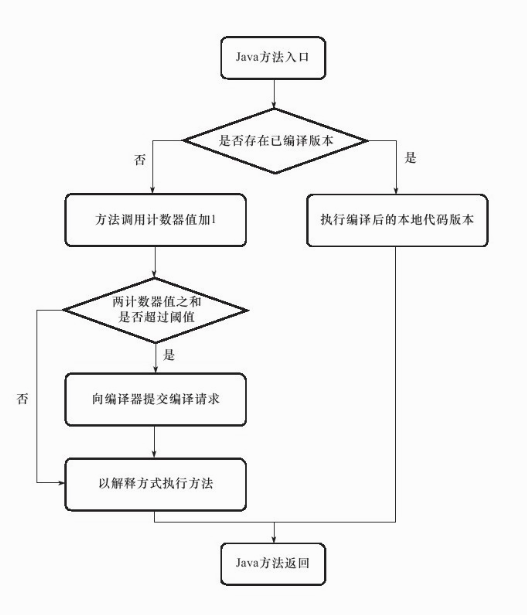 Java方法入口
是否存在已编译版本
否
是
方法调用计数器值加1
执行编译后的本地代码版本
两计数器值之和
是否超过阈值
是
否
向编译器提交编译请求
以解释方式执行方法
Java方法返回